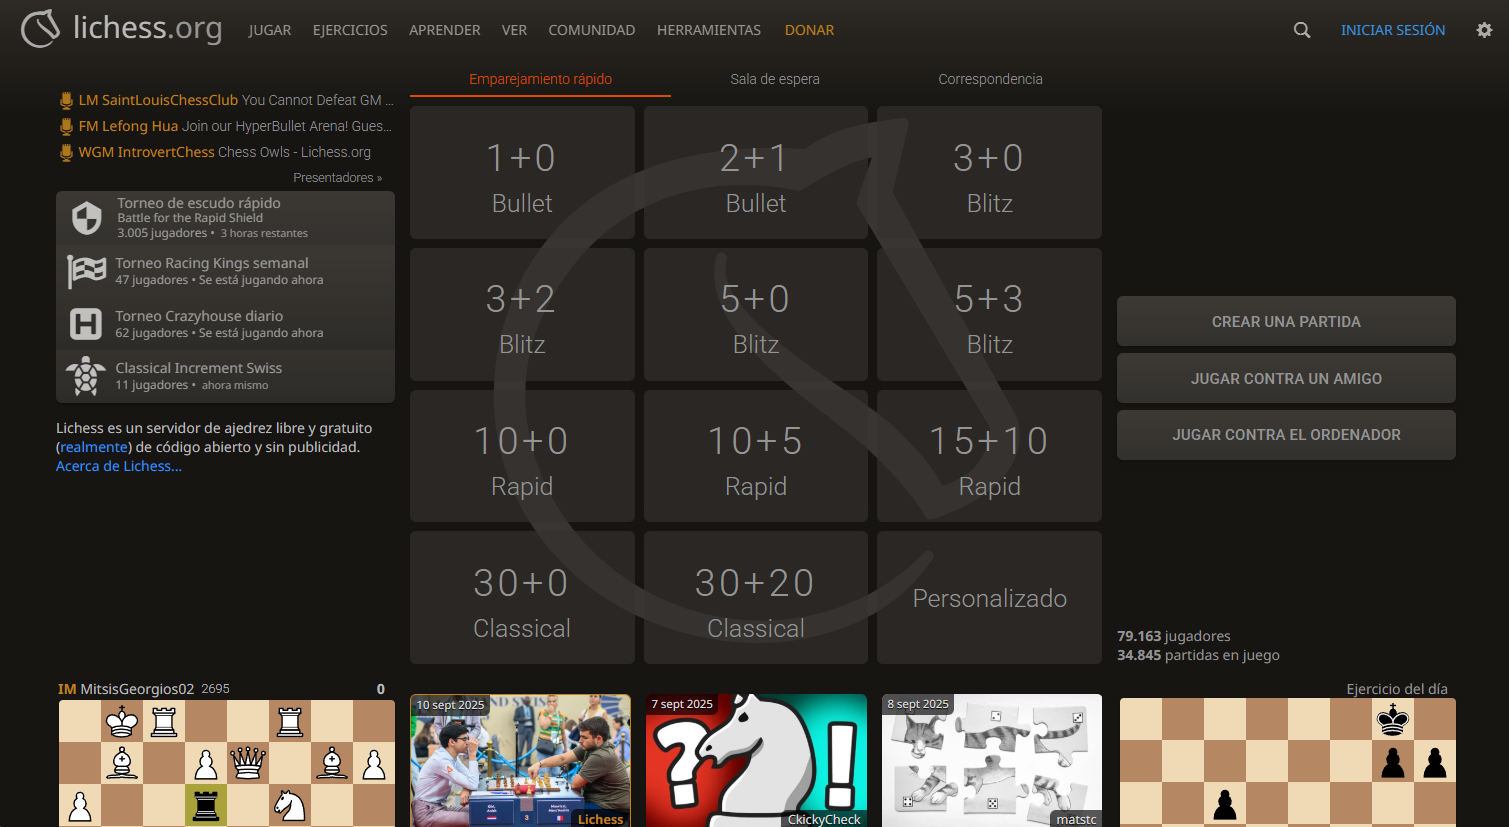 lichess.org
JUGAR EJERCICIOS APRENDER VER COMUNIDAD HERRAMIENTAS DONAR
INICIAR SESIÓN
LM SaintLouisChessClub You Cannot Defeat GM ...
FM Lefong Hua Join our HyperBullet Arena! Gues...
WGM IntrovertChess Chess Owls - Lichess.org
Presentadores »
Torneo de escudo rápido
Battle for the Rapid Shield
3.005 jugadores • 3 horas restantes
Torneo Racing Kings semanal
47 jugadores • Se está jugando ahora
Torneo Crazyhouse diario
62 jugadores • Se está jugando ahora
Classical Increment Swiss
11 jugadores • ahora mismo
Lichess es un servidor de ajedrez libre y gratuito
(realmente) de código abierto y sin publicidad.
Acerca de Lichess...
Emparejamiento rápido
Sala de espera
Correspondencia
1+0
Bullet
2+1
Bullet
3+0
Blitz
3+2
Blitz
5+0
Blitz
5+3
Blitz
10+0
Rapid
10+5
Rapid
15+10
Rapid
30+0
Classical
30+20
Classical
Personalizado
CREAR UNA PARTIDA
JUGAR CONTRA UN AMIGO
JUGAR CONTRA EL ORDENADOR
79.163 jugadores
34.845 partidas en juego
IM MitsisGeorgios02 2695 0
10 sept 2025
3
Lichess
7 sept 2025
? !
CkickyCheck
8 sept 2025
matstc
Ejercicio del día